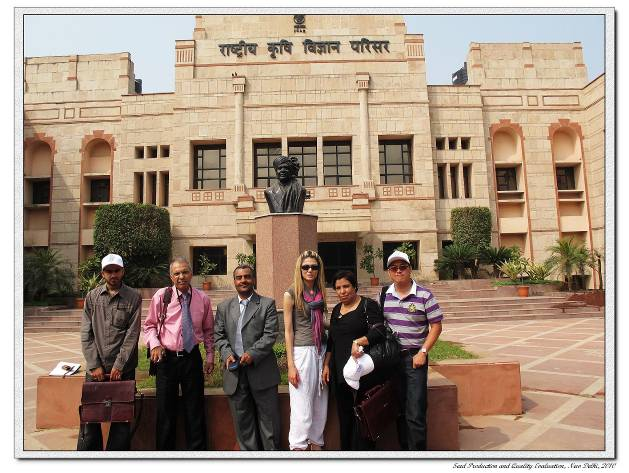 राष्ट्रीय कृषि विज्ञान परिसर
Seed Production and Quality Evaluation, New Delhi, 2010